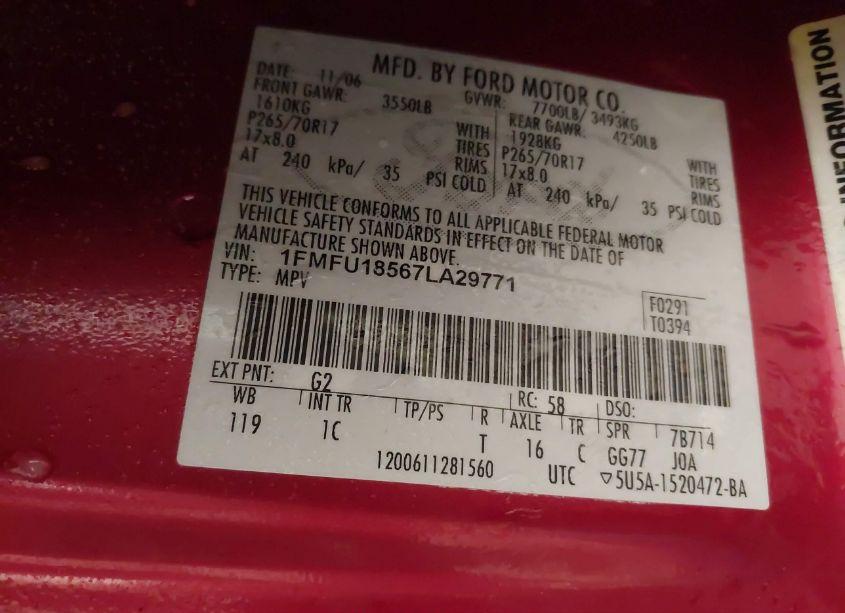 MFD. BY FORD MOTOR CO.
DATE: 11/06 GVWR: 7700LB/ 3493KG
FRONT GAWR: 3550LB REAR GAWR: 4250LB
1610KG WITH 1928KG WITH
P265/70R17 TIRES P265/70R17 TIRES
17x8.0 RIMS 17x8.0 RIMS
AT 240 kPa/ 35 PSI COLD AT 240 kPa/ 35 PSI COLD
THIS VEHICLE CONFORMS TO ALL APPLICABLE FEDERAL MOTOR
VEHICLE SAFETY STANDARDS IN EFFECT ON THE DATE OF
MANUFACTURE SHOWN ABOVE.
VIN: 1FMFU18567LA29771
TYPE: MPV
F0291
T0394
EXT PNT: G2 RC: 58 DSO:
WB INT TR TP/PS R AXLE TR SPR 7B714
119 1C T 16 C GG77 J0A
1200611281560 UTC ▽5U5A-1520472-BA
INFORMATION